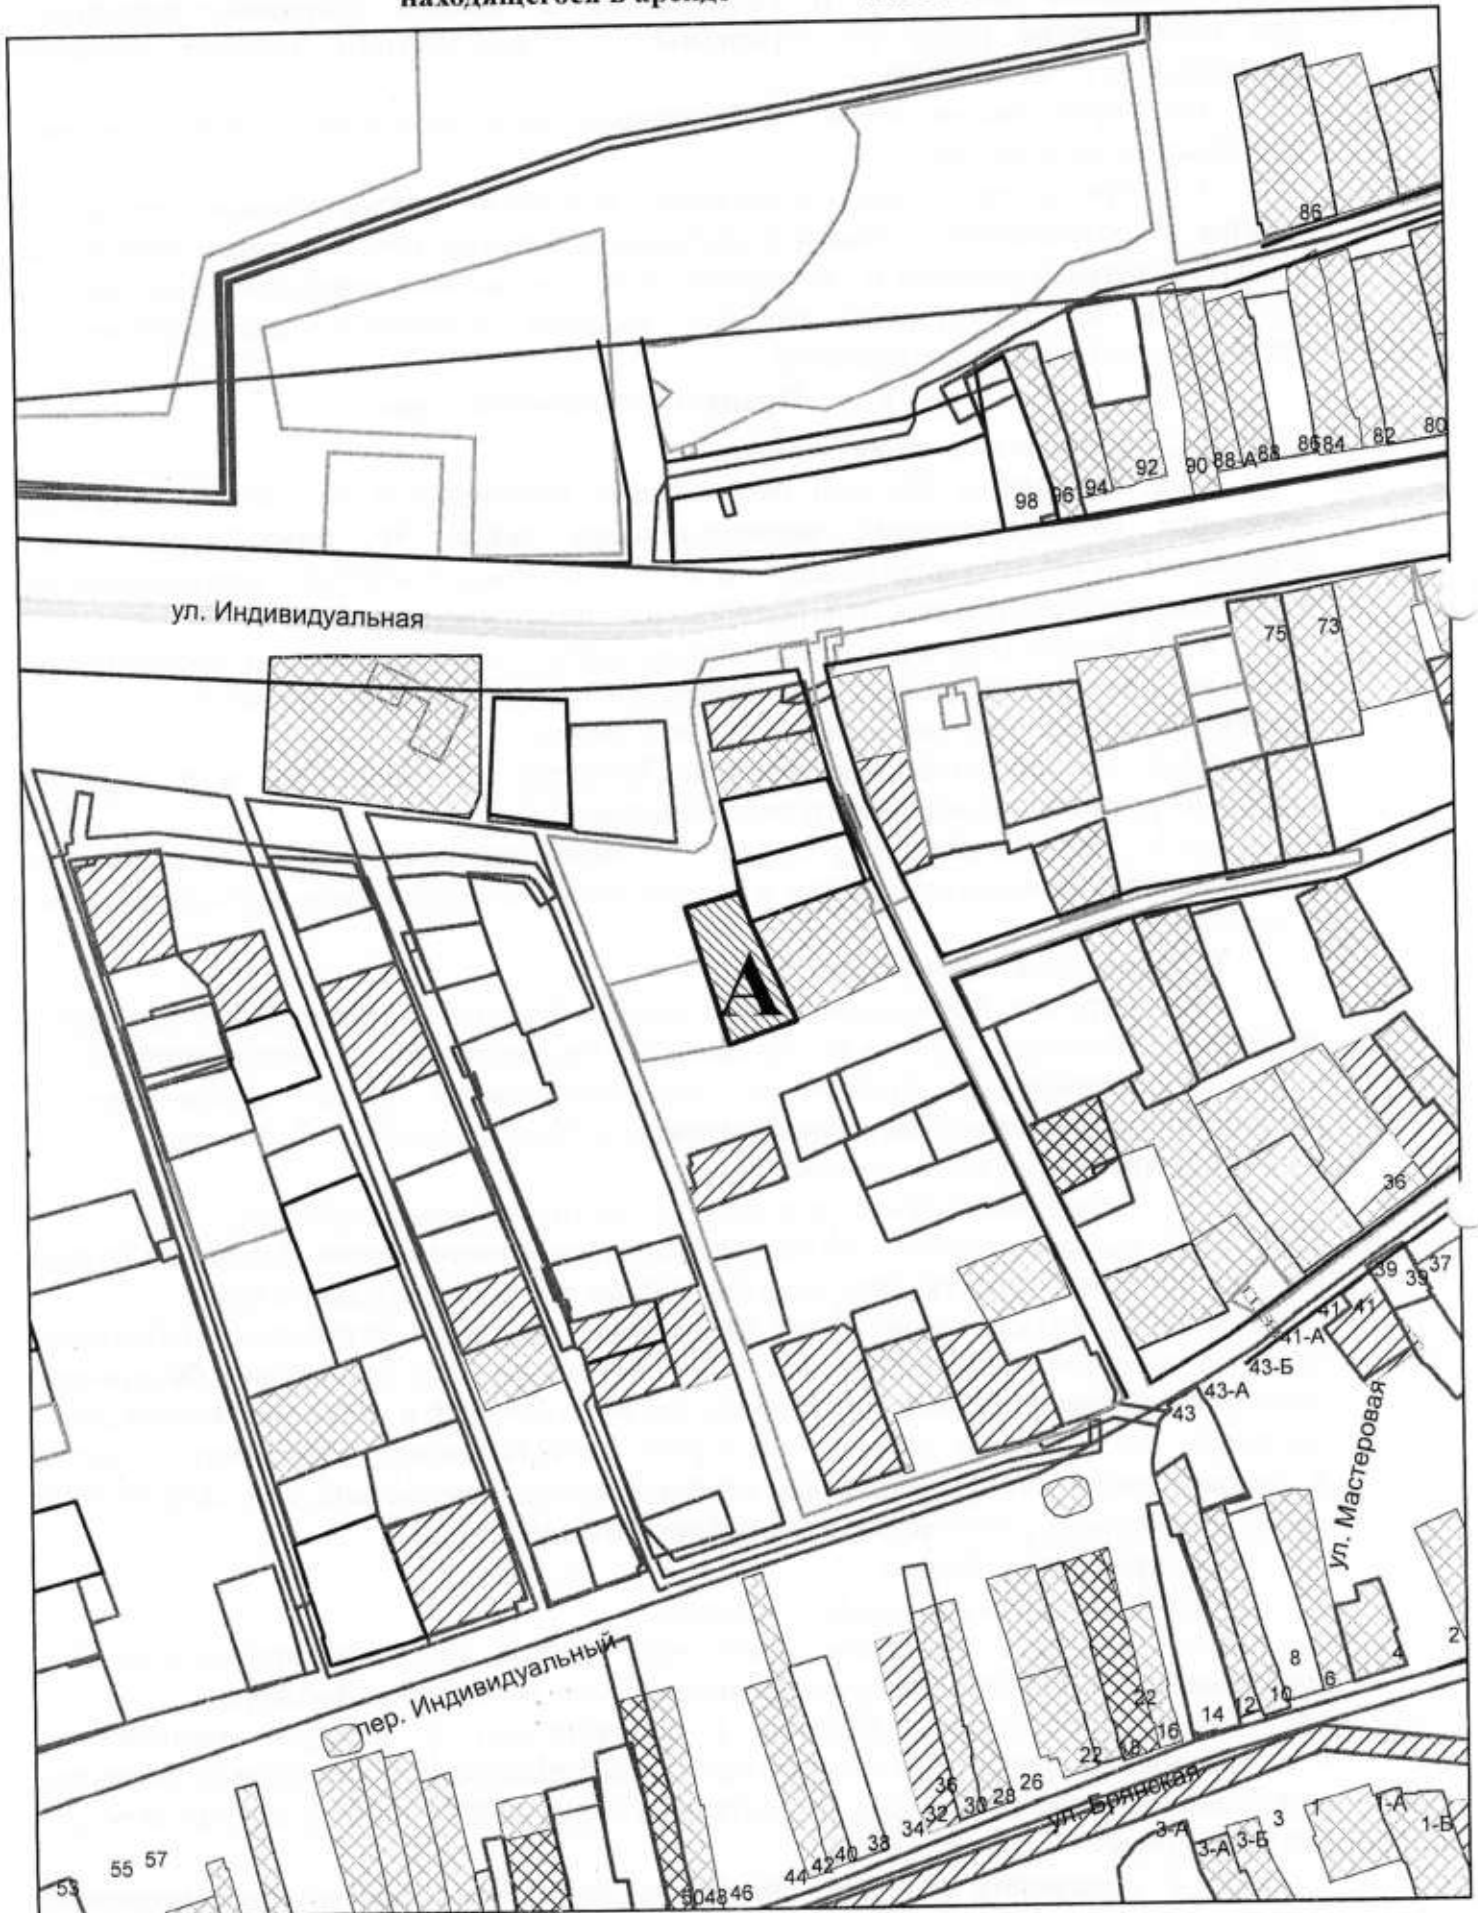 находящегося в аренде
86
98 96 94 92 90 88-А 88 86 84 82 80
ул. Индивидуальная
75 73
А
36
39 39 37
41 41
41-А
43-Б
43-А
43
ул. Мастеровая
пер. Индивидуальный
22
22 18 16 14 12 10 8 6 4 2
36
34 32 30 28 26
ул. Брянская
44 42 40 38
50 48 46
53 55 57
3-А 3-А 3-Б 3 1 1-А 1-Б